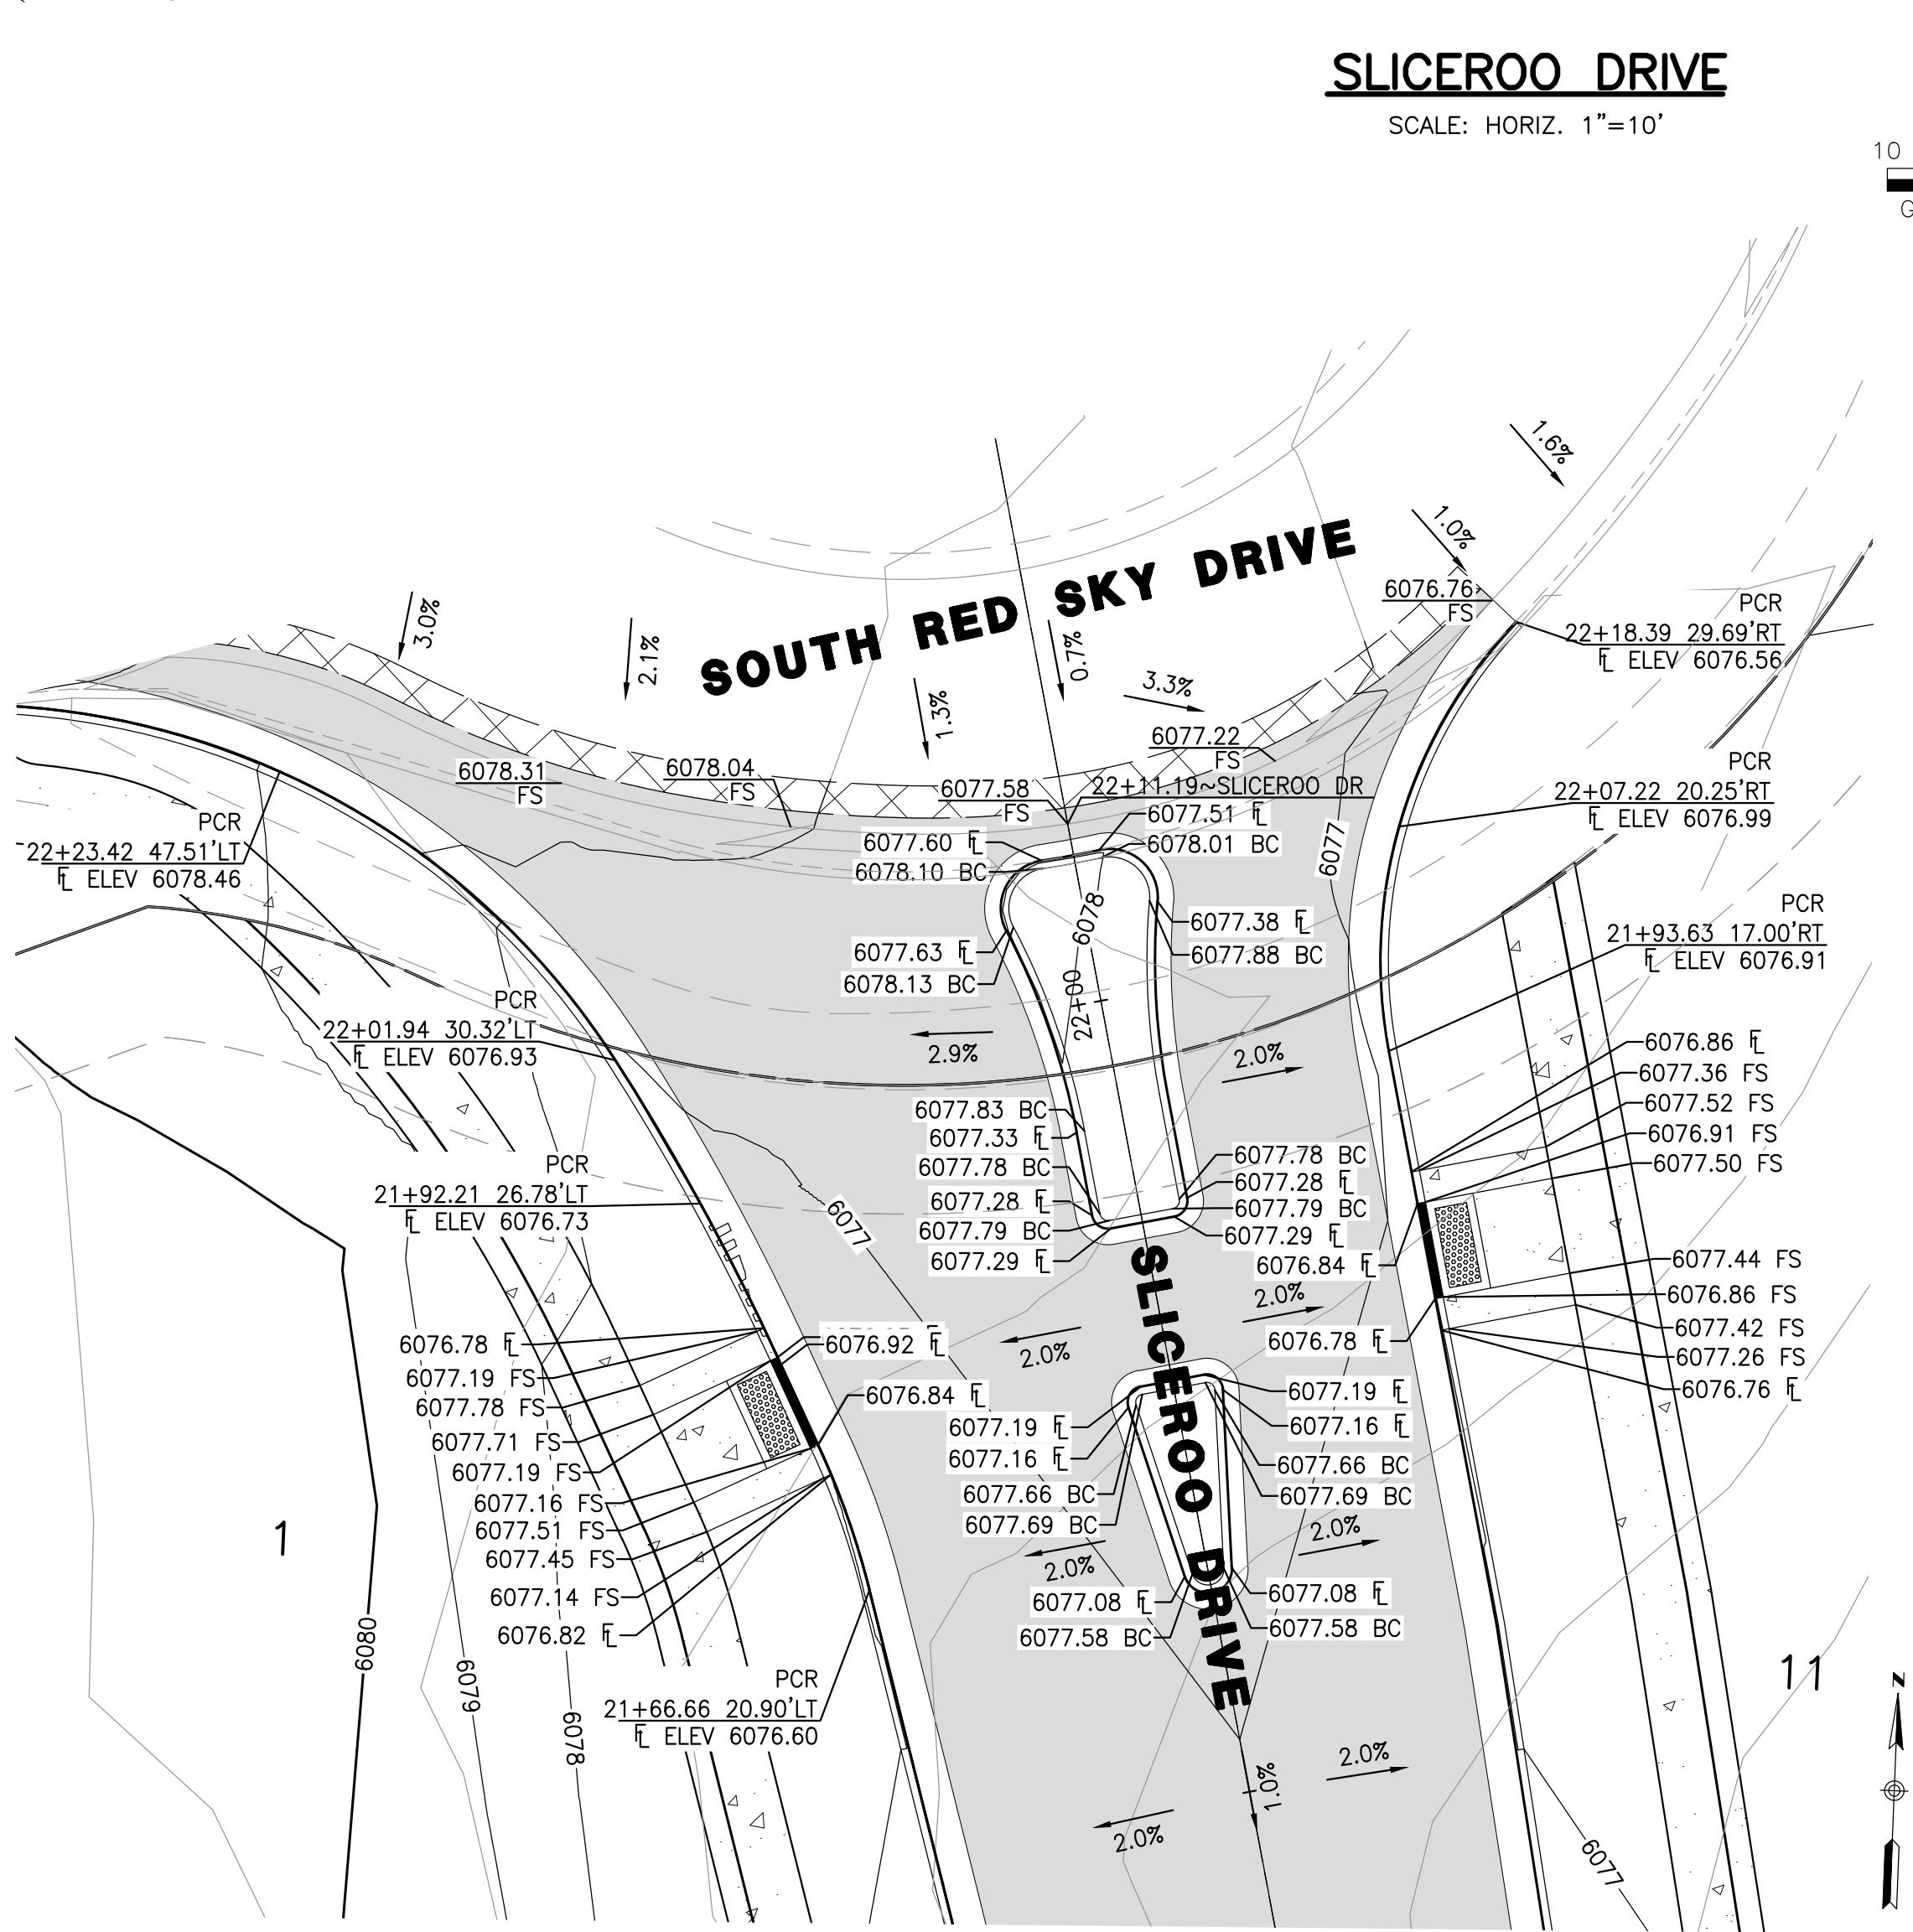 SLICEROO DRIVE
SCALE: HORIZ. 1"=10'
10
G
1.6%
1.0%
SOUTH RED SKY DRIVE
3.0%
2.1%
1.3%
0.7%
3.3%
6076.76
FS
PCR
22+18.39 29.69'RT
FL ELEV 6076.56
6077.22
FS
6078.31
FS
6078.04
FS
6077.58
FS
22+11.19~SLICEROO DR
6077.51 FL
6078.01 BC
6077.60 FL
6078.10 BC
PCR
22+07.22 20.25'RT
FL ELEV 6076.99
PCR
22+23.42 47.51'LT
FL ELEV 6078.46
6077
6078
22+00
6077.38 FL
6077.88 BC
6077.63 FL
6078.13 BC
PCR
21+93.63 17.00'RT
FL ELEV 6076.91
PCR
22+01.94 30.32'LT
FL ELEV 6076.93
2.9%
2.0%
6076.86 FL
6077.36 FS
6077.52 FS
6076.91 FS
6077.50 FS
6077.83 BC
6077.33 FL
6077.78 BC
6077.28 FL
6077.79 BC
6077.29 FL
6077.78 BC
6077.28 FL
6077.79 BC
6077.29 FL
6076.84 FL
PCR
21+92.21 26.78'LT
FL ELEV 6076.73
6077
6077.44 FS
6076.86 FS
6077.42 FS
6077.26 FS
6076.76 FL
2.0%
2.0%
6076.78 FL
SLICEROO DRIVE
6076.78 FL
6077.19 FS
6077.78 FS
6077.71 FS
6077.19 FS
6077.16 FS
6077.51 FS
6077.45 FS
6077.14 FS
6076.82 FL
6076.92 FL
6076.84 FL
6077.19 FL
6077.16 FL
6077.66 BC
6077.69 BC
6077.19 FL
6077.16 FL
6077.66 BC
6077.69 BC
2.0%
2.0%
6077.08 FL
6077.58 BC
6077.08 FL
6077.58 BC
1
11
6080
6079
6078
PCR
21+66.66 20.90'LT
FL ELEV 6076.60
N
2.0%
1.0%
2.0%
6077